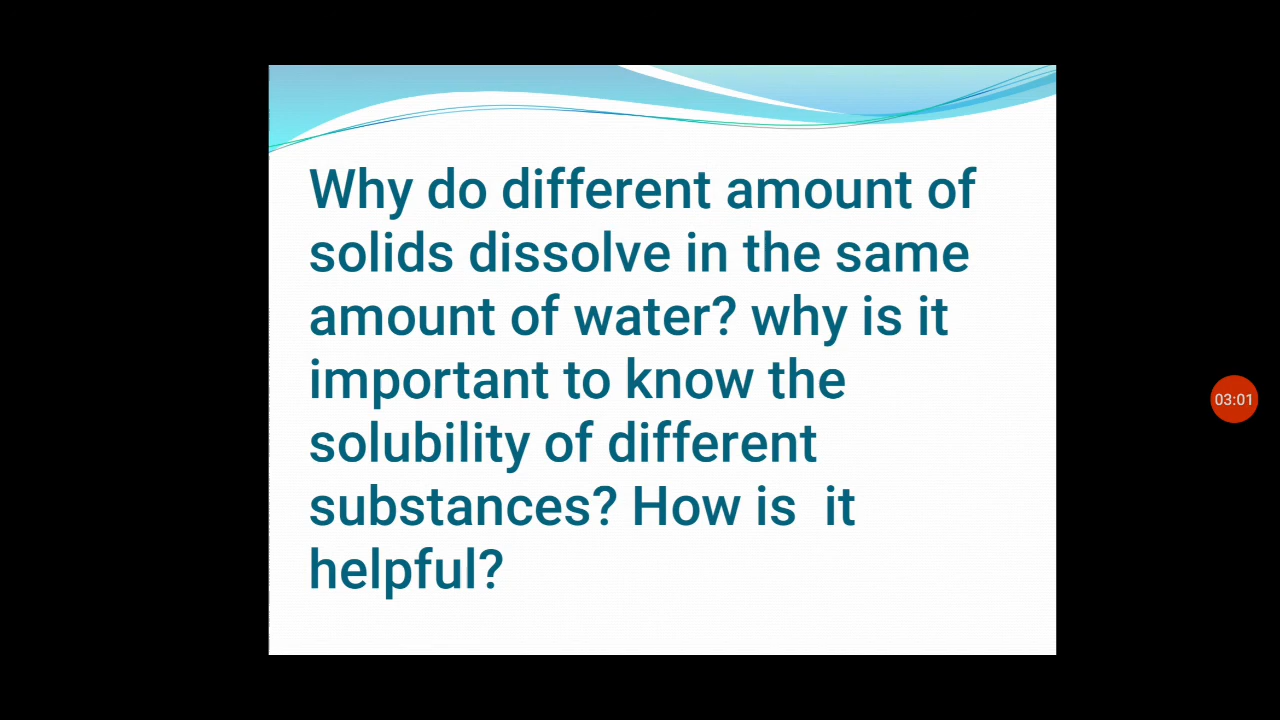 Why do different amount of
solids dissolve in the same
amount of water? why is it
important to know the
solubility of different
substances? How is  it
helpful?
03:01